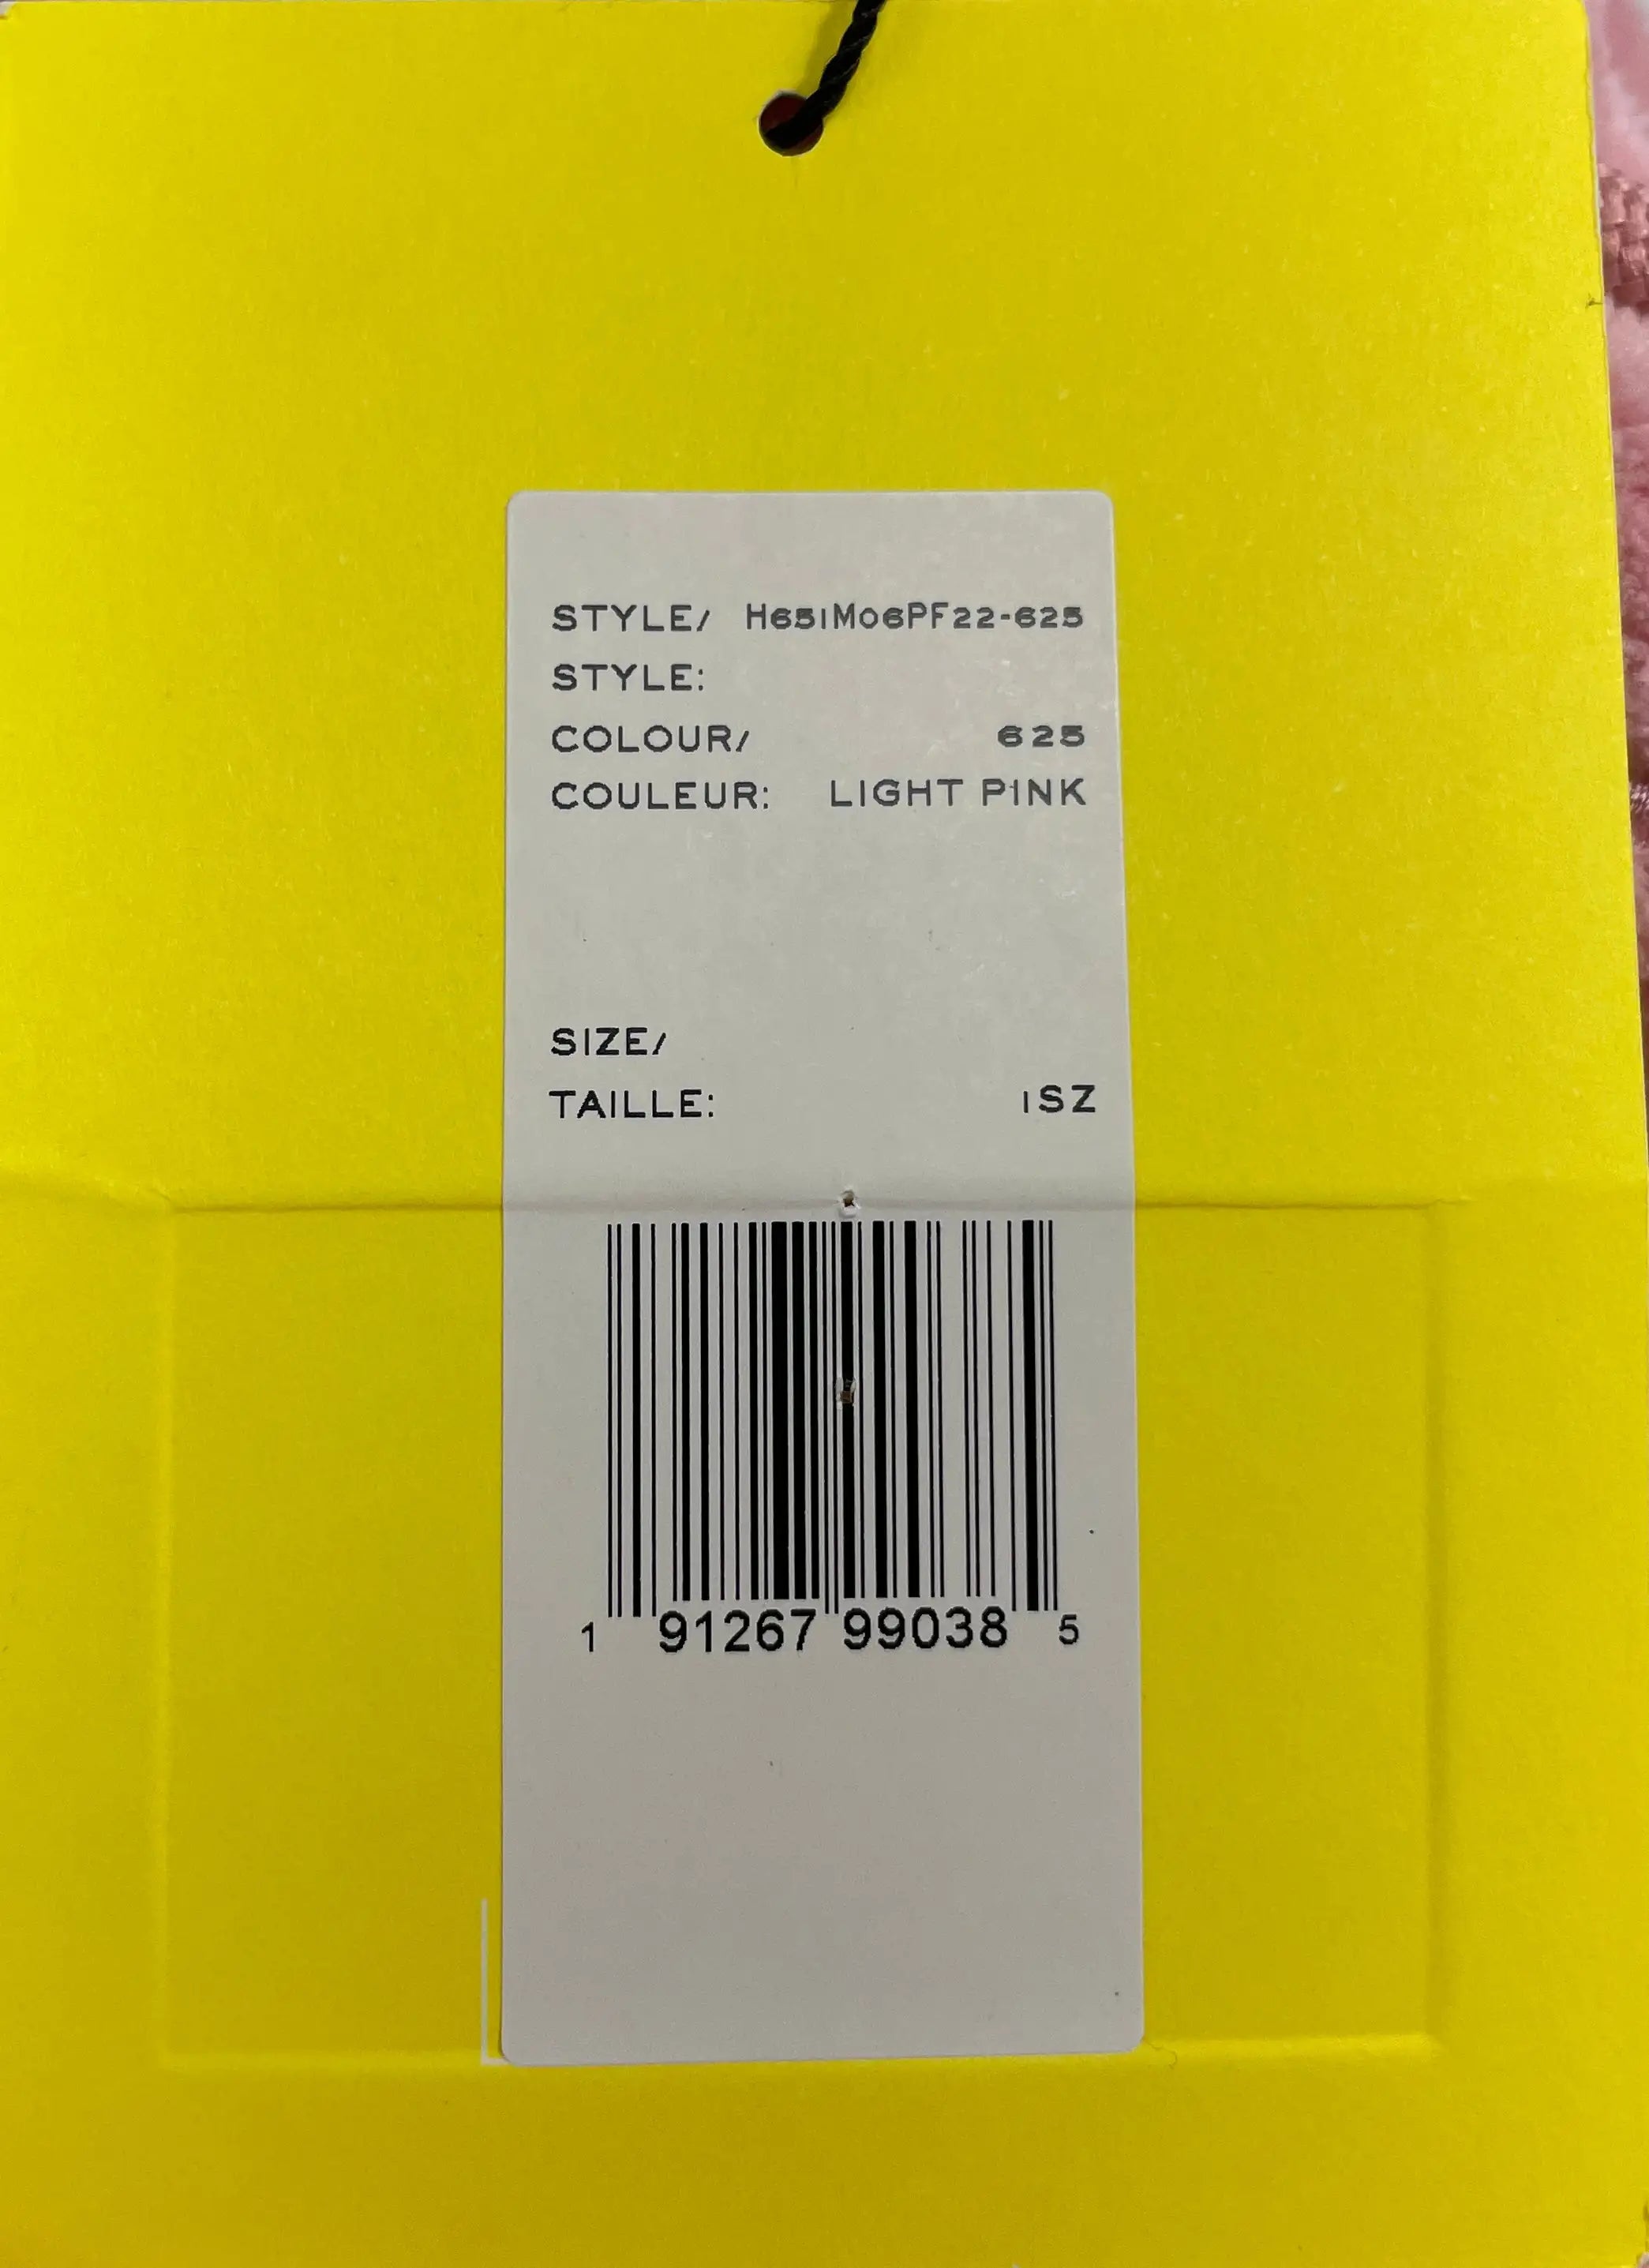 STYLE/ H651M06PF22-625
STYLE:
COLOUR/ 625
COULEUR: LIGHT PINK
SIZE/
TAILLE: 1SZ
1 91267 99038 5